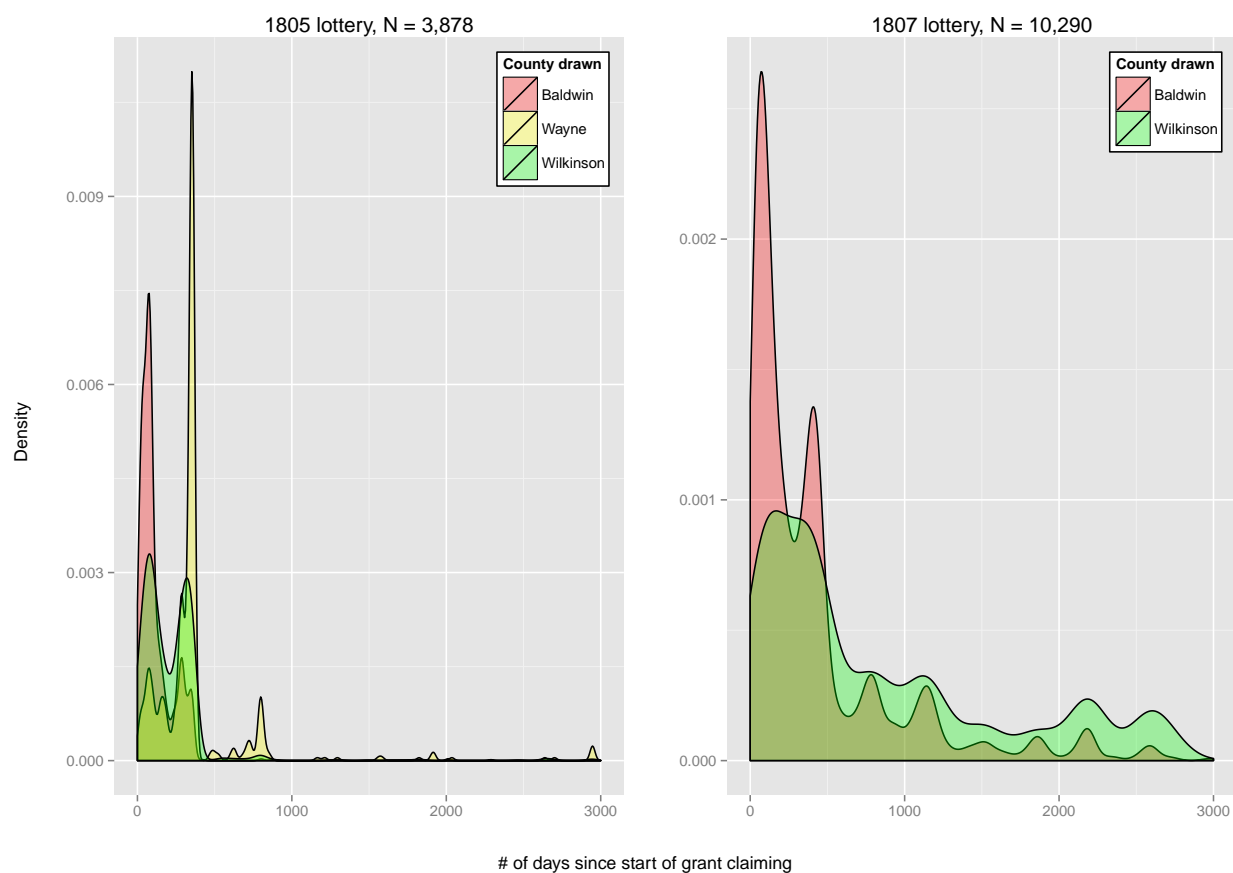 1805 lottery, N = 3,878
County drawn
Baldwin
Wayne
Wilkinson
0.009
0.006
0.003
0.000
0 1000 2000 3000
1807 lottery, N = 10,290
County drawn
Baldwin
Wilkinson
0.002
0.001
0.000
0 1000 2000 3000
Density
# of days since start of grant claiming